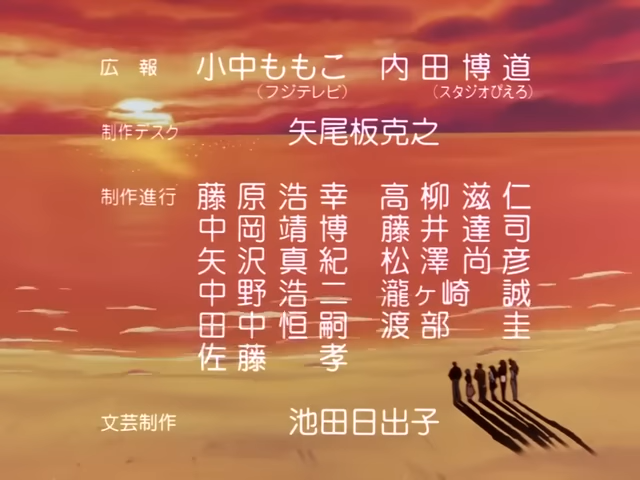 広報 小中ももこ 内田博道
(フジテレビ) (スタジオぴえろ)
制作デスク 矢尾板克之
制作進行 藤原浩幸 高柳滋仁
中岡靖博 藤井達司
矢沢真紀 松澤尚彦
中野浩二 瀧ヶ崎誠
田中恒嗣 渡部圭
佐藤孝
文芸制作 池田日出子